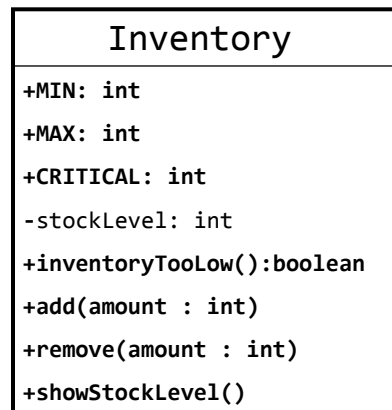 Inventory
+MIN: int
+MAX: int
+CRITICAL: int
-stockLevel: int
+inventoryTooLow():boolean
+add(amount : int)
+remove(amount : int)
+showStockLevel()